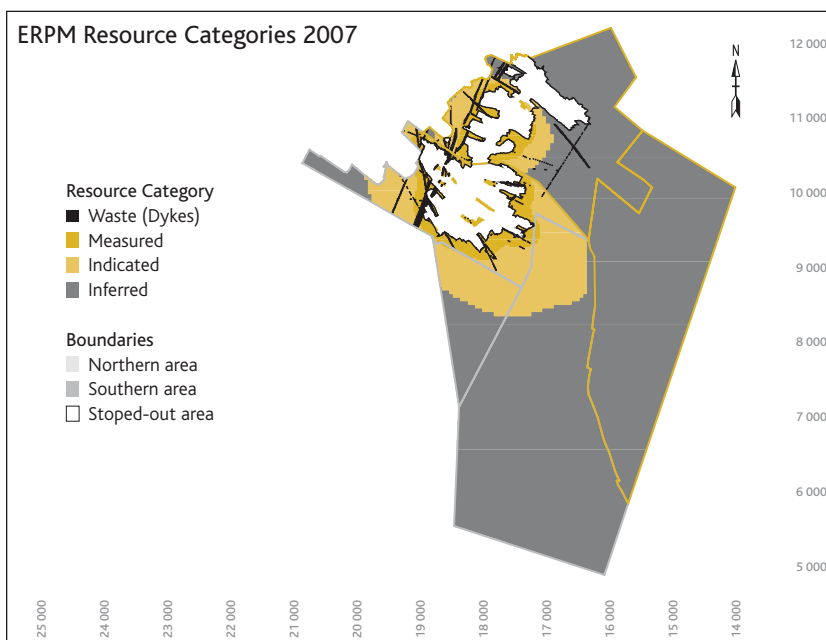 ERPM Resource Categories 2007
N
12 000
11 000
10 000
9 000
8 000
7 000
6 000
5 000
Resource Category
Waste (Dykes)
Measured
Indicated
Inferred
Boundaries
Northern area
Southern area
Stoped-out area
25 000
24 000
23 000
22 000
21 000
20 000
19 000
18 000
17 000
16 000
15 000
14 000